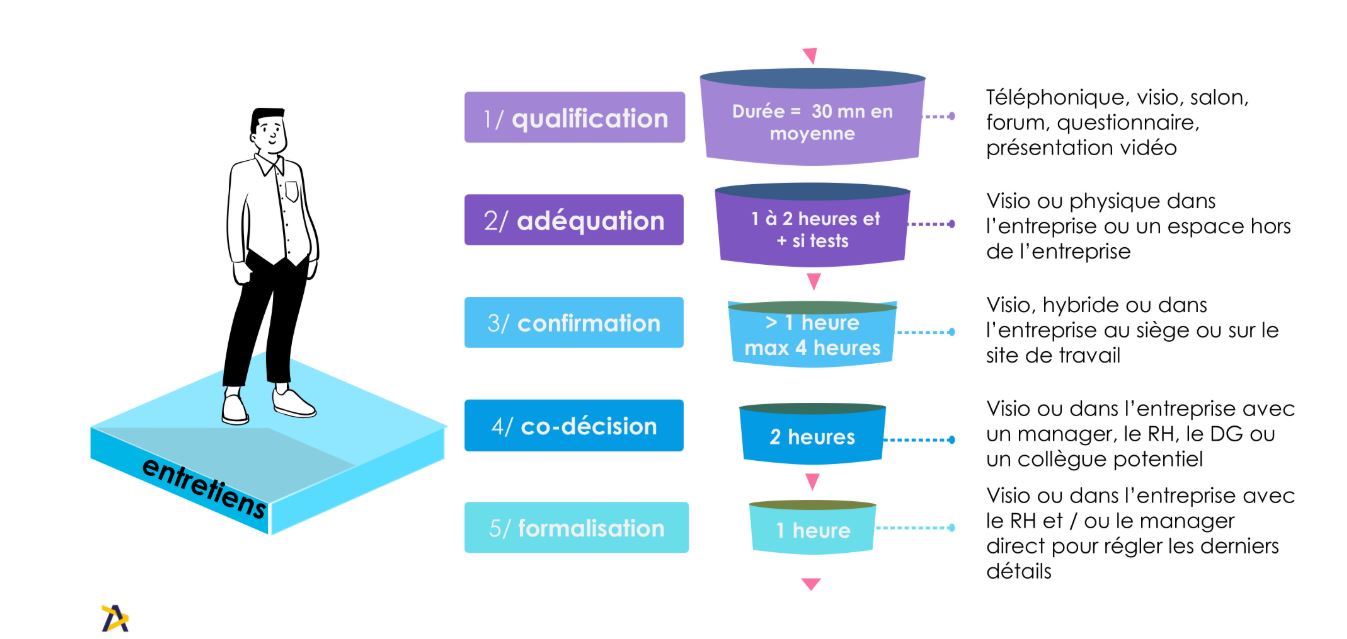 1/ qualification
Durée = 30 mn en
moyenne
Téléphonique, visio, salon,
forum, questionnaire,
présentation vidéo
2/ adéquation
1 à 2 heures et
+ si tests
Visio ou physique dans
l'entreprise ou un espace hors
de l'entreprise
3/ confirmation
> 1 heure
max 4 heures
Visio, hybride ou dans
l'entreprise au siège ou sur le
site de travail
4/ co-décision
2 heures
Visio ou dans l'entreprise avec
un manager, le RH, le DG ou
un collègue potentiel
5/ formalisation
1 heure
Visio ou dans l'entreprise avec
le RH et / ou le manager
direct pour régler les derniers
détails
entretiens